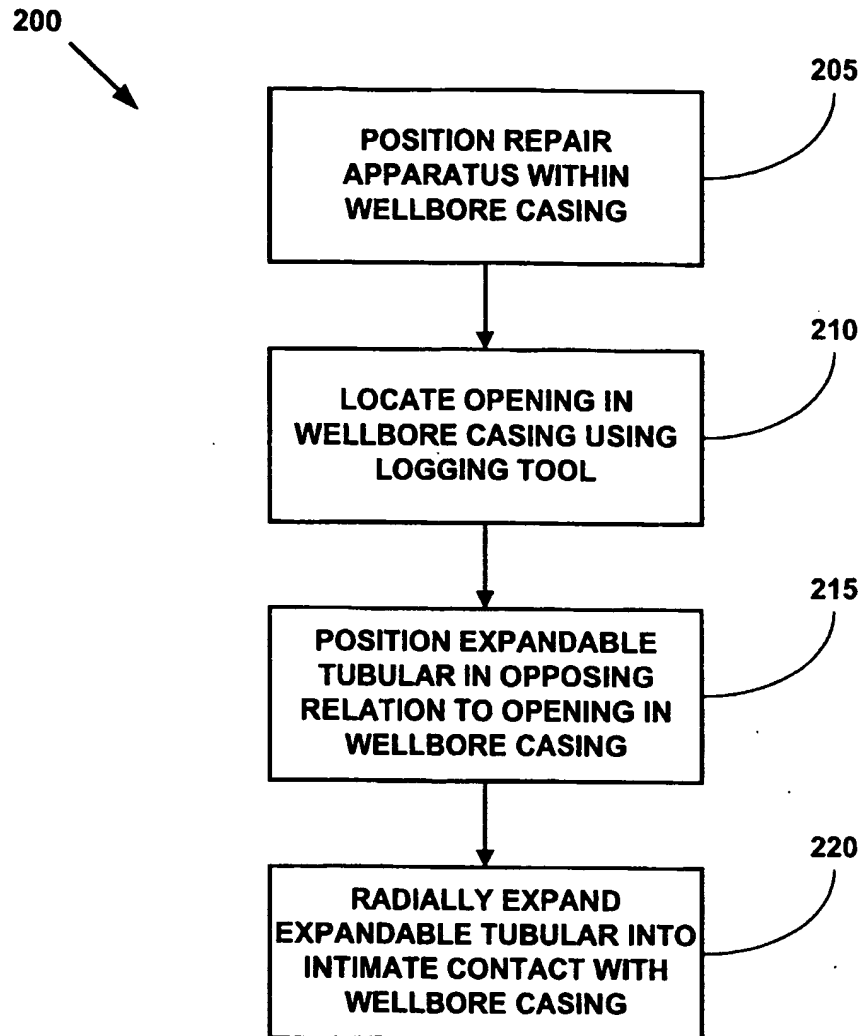 200
205
POSITION REPAIR
APPARATUS WITHIN
WELLBORE CASING
210
LOCATE OPENING IN
WELLBORE CASING USING
LOGGING TOOL
215
POSITION EXPANDABLE
TUBULAR IN OPPOSING
RELATION TO OPENING IN
WELLBORE CASING
220
RADIALLY EXPAND
EXPANDABLE TUBULAR INTO
INTIMATE CONTACT WITH
WELLBORE CASING